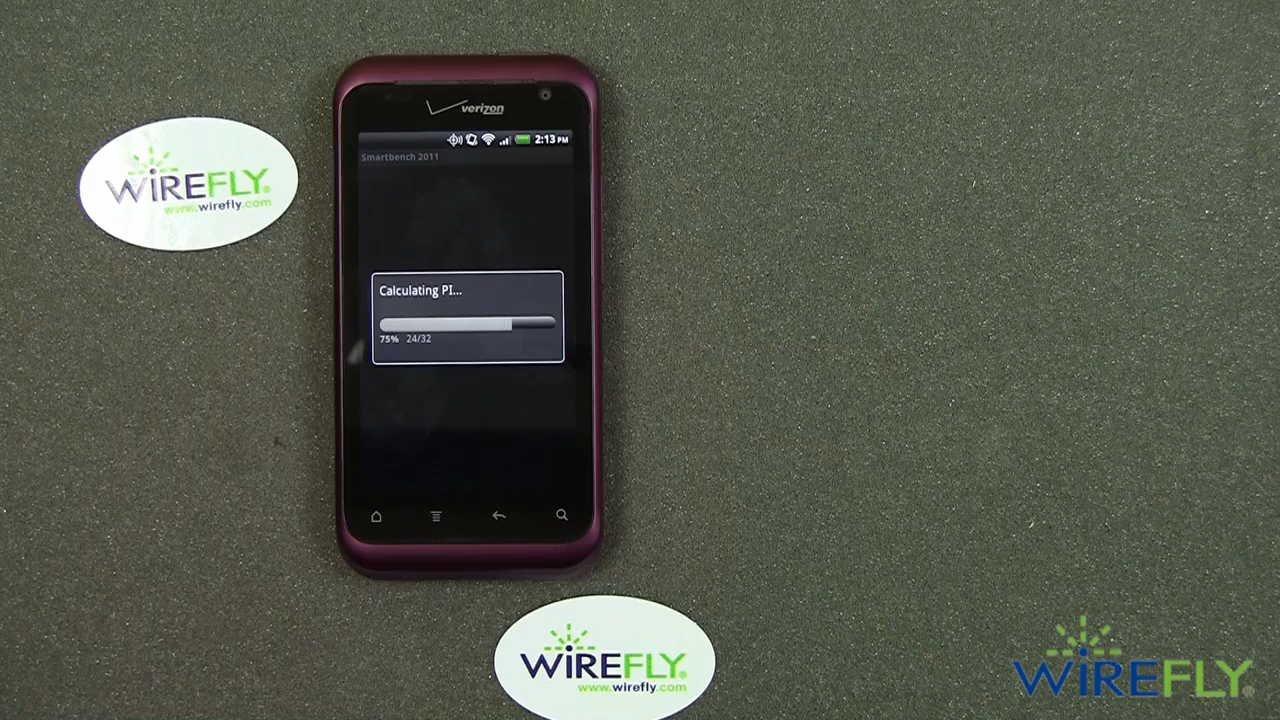 verizon
2:13 PM
Smartbench 2011
WIREFLY®
www.wirefly.com
Calculating PI...
75% 24/32
WIREFLY®
www.wirefly.com
WIREFLY®